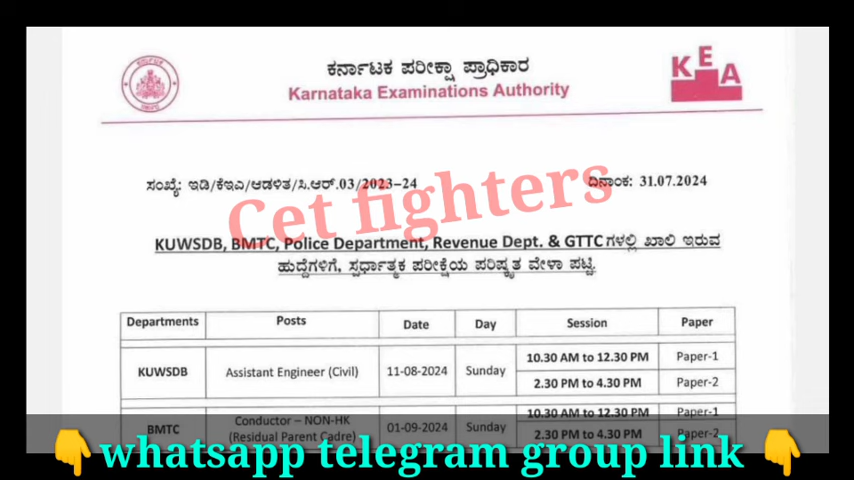 ಕರ್ನಾಟಕ ಪರೀಕ್ಷಾ ಪ್ರಾಧಿಕಾರ
Karnataka Examinations Authority
KEA
ಸಂಖ್ಯೆ: ಇಡಿ/ಕೆಇಎ/ಆಡಳಿತ/ಸಿ.ಆರ್.03/2023-24 ದಿನಾಂಕ: 31.07.2024
Cet fighters
KUWSDB, BMTC, Police Department, Revenue Dept. & GTTC ಗಳಲ್ಲಿ ಖಾಲಿ ಇರುವ
ಹುದ್ದೆಗಳಿಗೆ, ಸ್ಪರ್ಧಾತ್ಮಕ ಪರೀಕ್ಷೆಯ ಪರಿಷ್ಕೃತ ವೇಳಾ ಪಟ್ಟಿ
Departments Posts Date Day Session Paper
KUWSDB Assistant Engineer (Civil) 11-08-2024 Sunday 10.30 AM to 12.30 PM Paper-1
2.30 PM to 4.30 PM Paper-2
BMTC Conductor – NON-HK (Residual Parent Cadre) 01-09-2024 Sunday 10.30 AM to 12.30 PM Paper-1
2.30 PM to 4.30 PM Paper-2
👇whatsapp telegram group link 👇